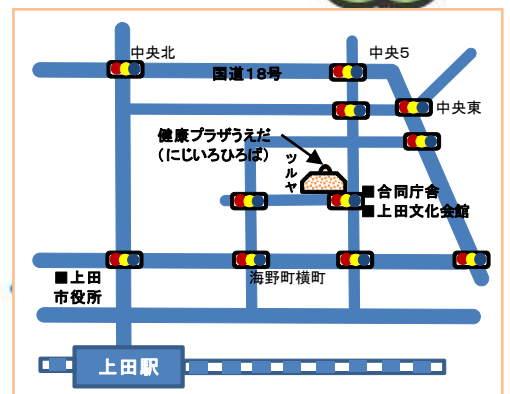 中央北
中央5
国道18号
中央東
健康プラザうえだ
(にじいろひろば)
ツルヤ
■合同庁舎
■上田文化会館
海野町横町
■上田
市役所
上田駅